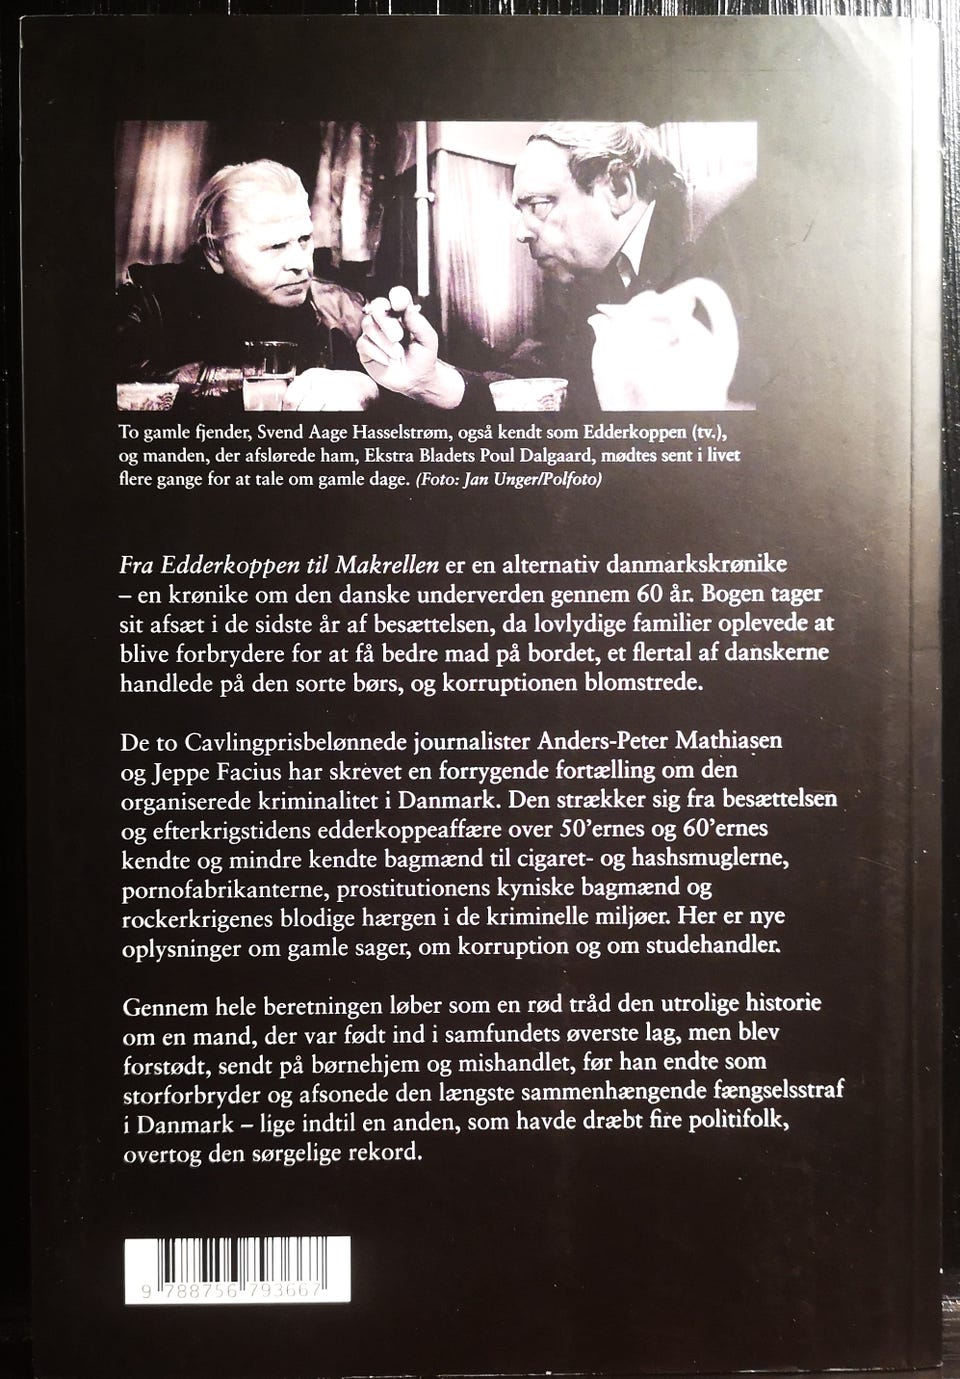 To gamle fjender, Svend Aage Hasselstrøm, også kendt som Edderkoppen (tv.),
og manden, der afslørede ham, Ekstra Bladets Poul Dalgaard, mødtes sent i livet
flere gange for at tale om gamle dage. (Foto: Jan Unger/Polfoto)
Fra Edderkoppen til Makrellen er en alternativ danmarkskrønike
– en krønike om den danske underverden gennem 60 år. Bogen tager
sit afsæt i de sidste år af besættelsen, da lovlydige familier oplevede at
blive forbrydere for at få bedre mad på bordet, et flertal af danskerne
handlede på den sorte børs, og korruptionen blomstrede.
De to Cavlingprisbelønnede journalister Anders-Peter Mathiasen
og Jeppe Facius har skrevet en forrygende fortælling om den
organiserede kriminalitet i Danmark. Den strækker sig fra besættelsen
og efterkrigstidens edderkoppeaffære over 50'ernes og 60'ernes
kendte og mindre kendte bagmænd til cigaret- og hashsmuglerne,
pornofabrikanterne, prostitutionens kyniske bagmænd og
rockerkrigenes blodige hærgen i de kriminelle miljøer. Her er nye
oplysninger om gamle sager, om korruption og om studehandler.
Gennem hele beretningen løber som en rød tråd den utrolige historie
om en mand, der var født ind i samfundets øverste lag, men blev
forstødt, sendt på børnehjem og mishandlet, før han endte som
storforbryder og afsonede den længste sammenhængende fængselsstraf
i Danmark – lige indtil en anden, som havde dræbt fire politifolk,
overtog den sørgelige rekord.
9 788756 793667